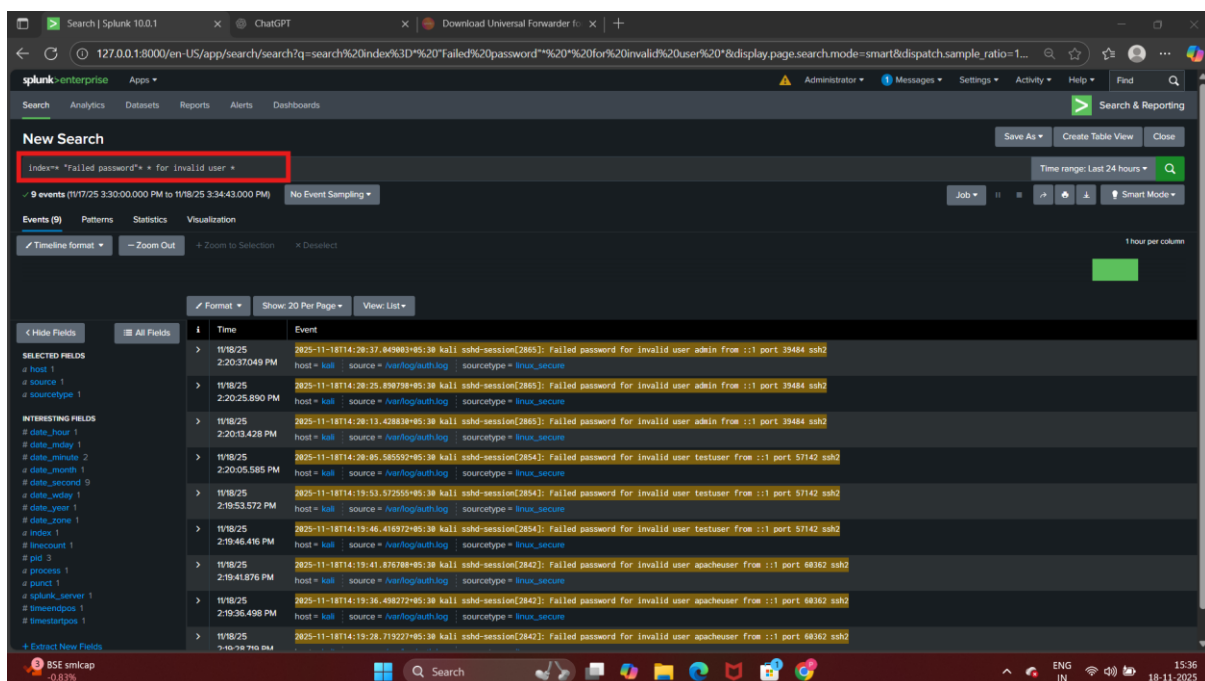 Search | Splunk 10.0.1
ChatGPT
Download Universal Forwarder fo
127.0.0.1:8000/en-US/app/search/search?q=search%20index%3D*%20"Failed%20password"*%20*%20for%20invalid%20user%20*&display.page.search.mode=smart&dispatch.sample_ratio=1...
splunk>enterprise Apps
Administrator 1 Messages Settings Activity Help Find
Search Analytics Datasets Reports Alerts Dashboards
Search & Reporting
New Search
Save As Create Table View Close
index=* "Failed password"* * for invalid user *
Time range: Last 24 hours
9 events (11/17/25 3:30:00.000 PM to 11/18/25 3:34:43.000 PM) No Event Sampling
Job Smart Mode
Events (9) Patterns Statistics Visualization
Timeline format − Zoom Out + Zoom to Selection × Deselect
1 hour per column
Format Show: 20 Per Page View: List
< Hide Fields All Fields
i Time Event
SELECTED FIELDS
a host 1
a source 1
a sourcetype 1
INTERESTING FIELDS
# date_hour 1
# date_mday 1
# date_minute 2
a date_month 1
# date_second 9
a date_wday 1
# date_year 1
# date_zone 1
a index 1
# linecount 1
# pid 3
a process 1
a punct 1
a splunk_server 1
# timeendpos 1
# timestartpos 1
+ Extract New Fields
> 11/18/25 2025-11-18T14:20:37.049003+05:30 kali sshd-session[2865]: Failed password for invalid user admin from ::1 port 39484 ssh2
2:20:37.049 PM host = kali source = /var/log/auth.log sourcetype = linux_secure
> 11/18/25 2025-11-18T14:20:25.890798+05:30 kali sshd-session[2865]: Failed password for invalid user admin from ::1 port 39484 ssh2
2:20:25.890 PM host = kali source = /var/log/auth.log sourcetype = linux_secure
> 11/18/25 2025-11-18T14:20:13.428830+05:30 kali sshd-session[2865]: Failed password for invalid user admin from ::1 port 39484 ssh2
2:20:13.428 PM host = kali source = /var/log/auth.log sourcetype = linux_secure
> 11/18/25 2025-11-18T14:20:05.585592+05:30 kali sshd-session[2854]: Failed password for invalid user testuser from ::1 port 57142 ssh2
2:20:05.585 PM host = kali source = /var/log/auth.log sourcetype = linux_secure
> 11/18/25 2025-11-18T14:19:53.572555+05:30 kali sshd-session[2854]: Failed password for invalid user testuser from ::1 port 57142 ssh2
2:19:53.572 PM host = kali source = /var/log/auth.log sourcetype = linux_secure
> 11/18/25 2025-11-18T14:19:46.416972+05:30 kali sshd-session[2854]: Failed password for invalid user testuser from ::1 port 57142 ssh2
2:19:46.416 PM host = kali source = /var/log/auth.log sourcetype = linux_secure
> 11/18/25 2025-11-18T14:19:41.876708+05:30 kali sshd-session[2842]: Failed password for invalid user apacheuser from ::1 port 60362 ssh2
2:19:41.876 PM host = kali source = /var/log/auth.log sourcetype = linux_secure
> 11/18/25 2025-11-18T14:19:36.498272+05:30 kali sshd-session[2842]: Failed password for invalid user apacheuser from ::1 port 60362 ssh2
2:19:36.498 PM host = kali source = /var/log/auth.log sourcetype = linux_secure
> 11/18/25 2025-11-18T14:19:28.719227+05:30 kali sshd-session[2842]: Failed password for invalid user apacheuser from ::1 port 60362 ssh2
2:19:28.719 PM
3 BSE smlcap
-0.83%
Search
ENG
IN
15:36
18-11-2025